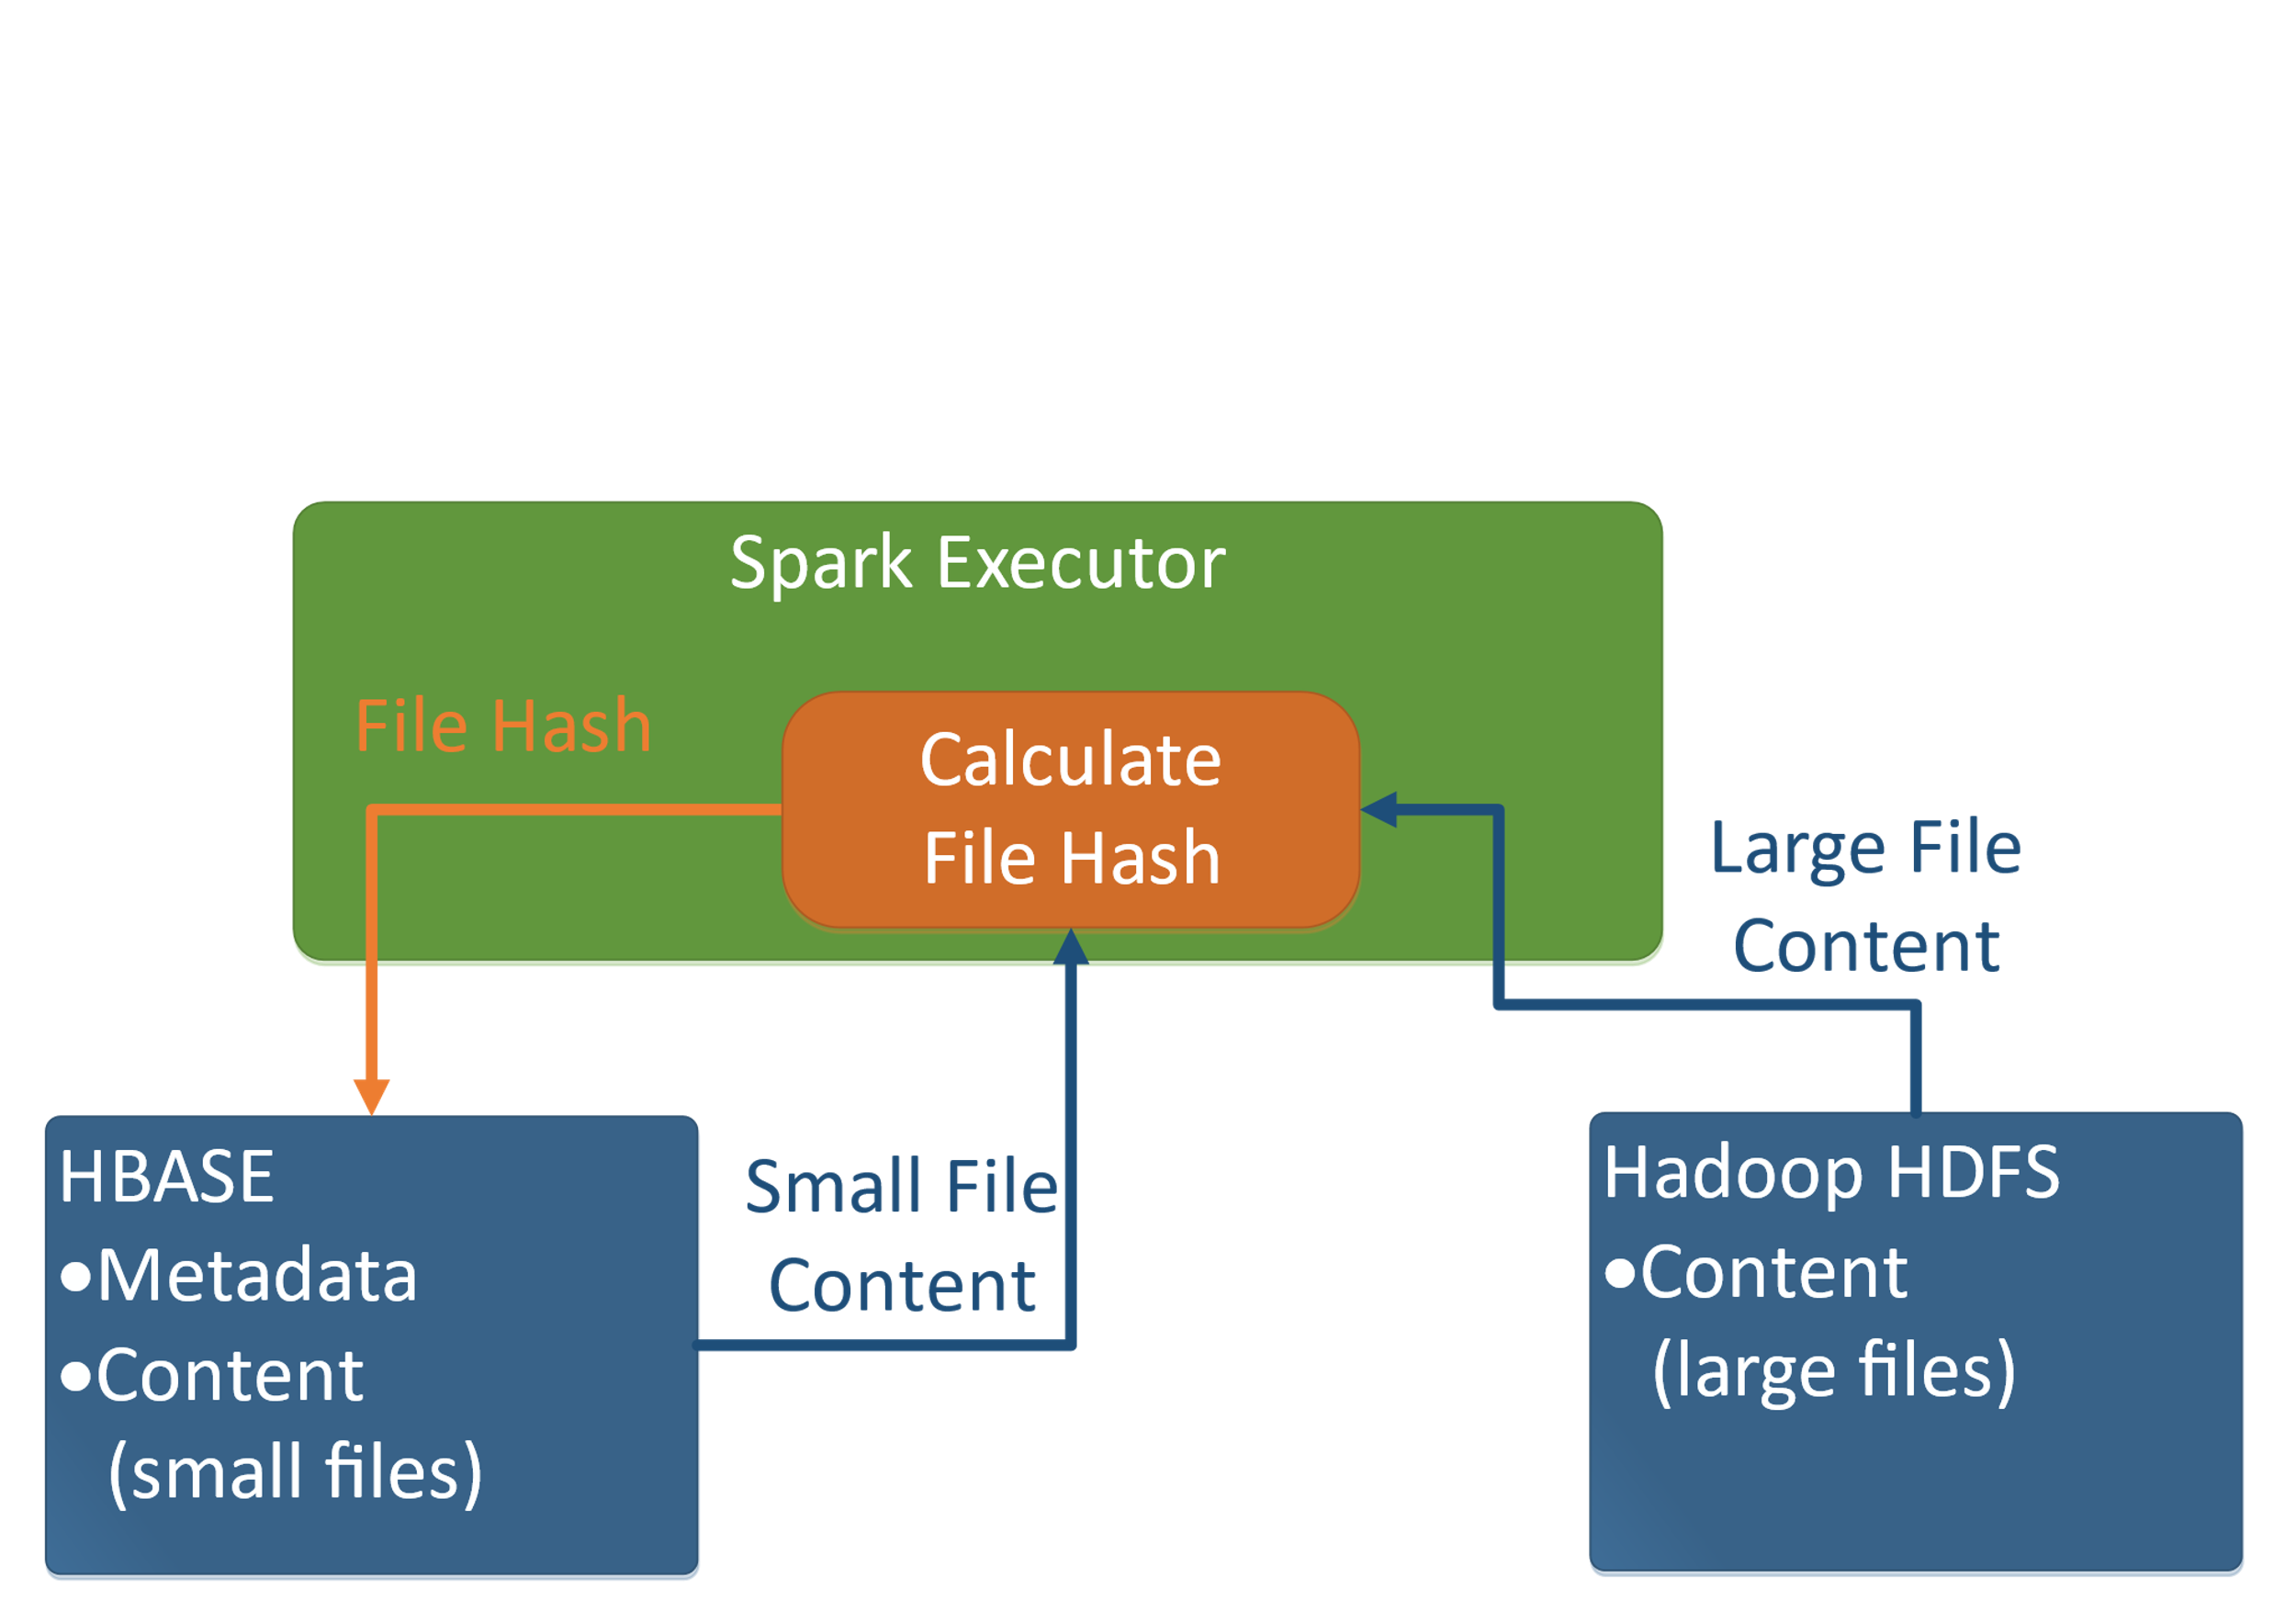 Spark Executor
File Hash
Calculate
File Hash
Large File
Content
HBASE
•Metadata
•Content
(small files)
Small File
Content
Hadoop HDFS
•Content
(large files)